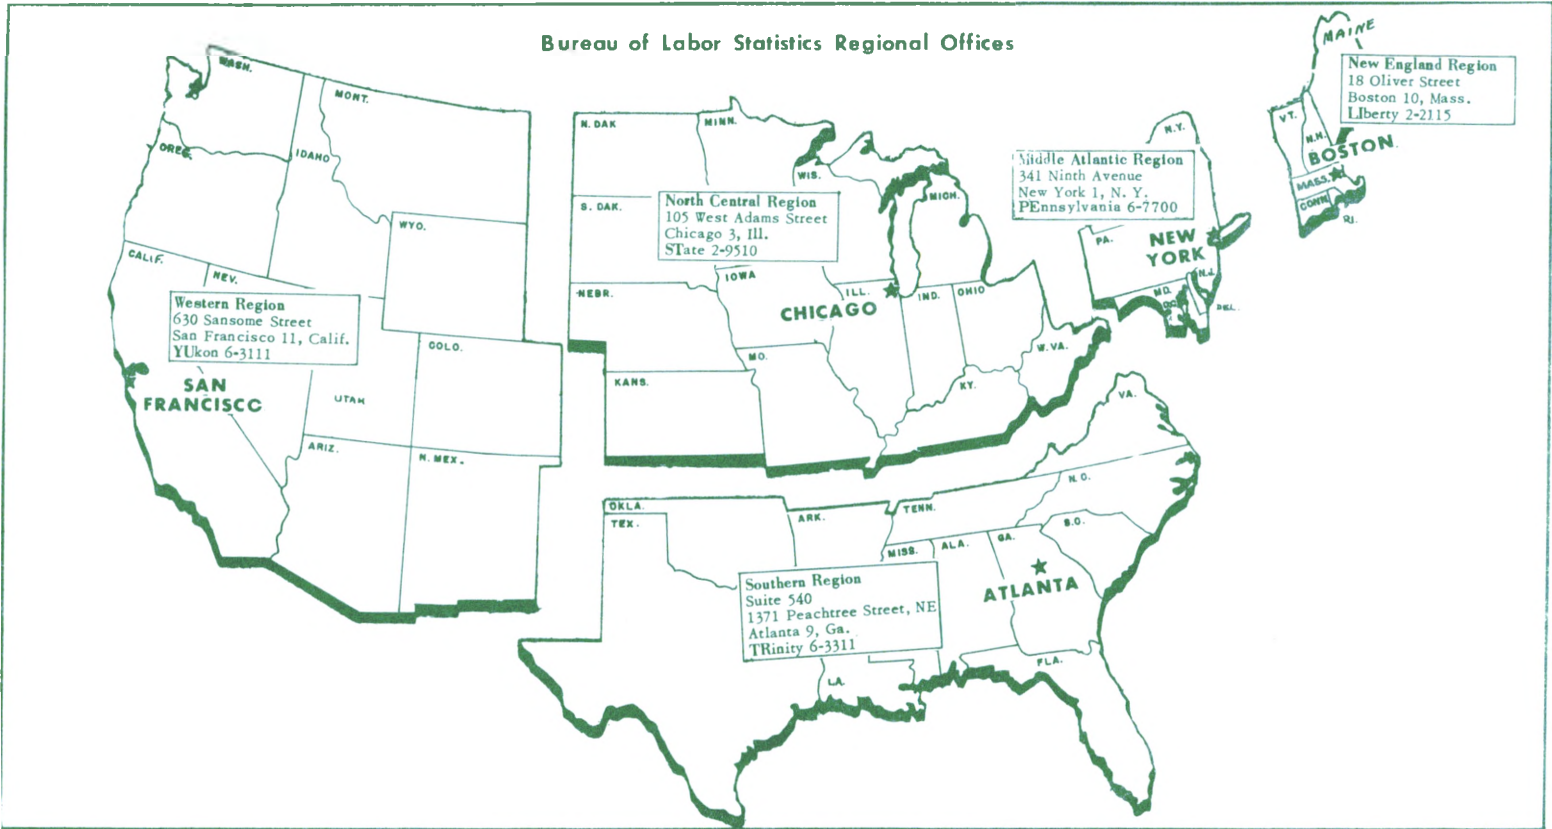 Bureau of Labor Statistics Regional Offices
MAINE
New England Region
18 Oliver Street
Boston 10, Mass.
LIberty 2-2115
VT.
N.H.
BOSTON
MASS.
CONN.
RI.
N.Y.
Middle Atlantic Region
341 Ninth Avenue
New York 1, N. Y.
PEnnsylvania 6-7700
PA.
NEW
YORK
N.J.
MD.
D.C.
DEL.
WASH.
MONT.
OREG.
IDAHO
WYO.
CALIF.
NEV.
Western Region
630 Sansome Street
San Francisco 11, Calif.
YUkon 6-3111
SAN
FRANCISCO
UTAH
COLO.
ARIZ.
N. MEX.
N. DAK
MINN.
WIS.
MICH.
S. DAK.
North Central Region
105 West Adams Street
Chicago 3, Ill.
STate 2-9510
NEBR.
IOWA
ILL.
IND.
OHIO
CHICAGO
W. VA.
MO.
KANS.
KY.
VA.
OKLA.
TEX.
ARK.
TENN.
N. C.
S. C.
MISS.
ALA.
GA.
ATLANTA
Southern Region
Suite 540
1371 Peachtree Street, NE
Atlanta 9, Ga.
TRinity 6-3311
LA.
FLA.